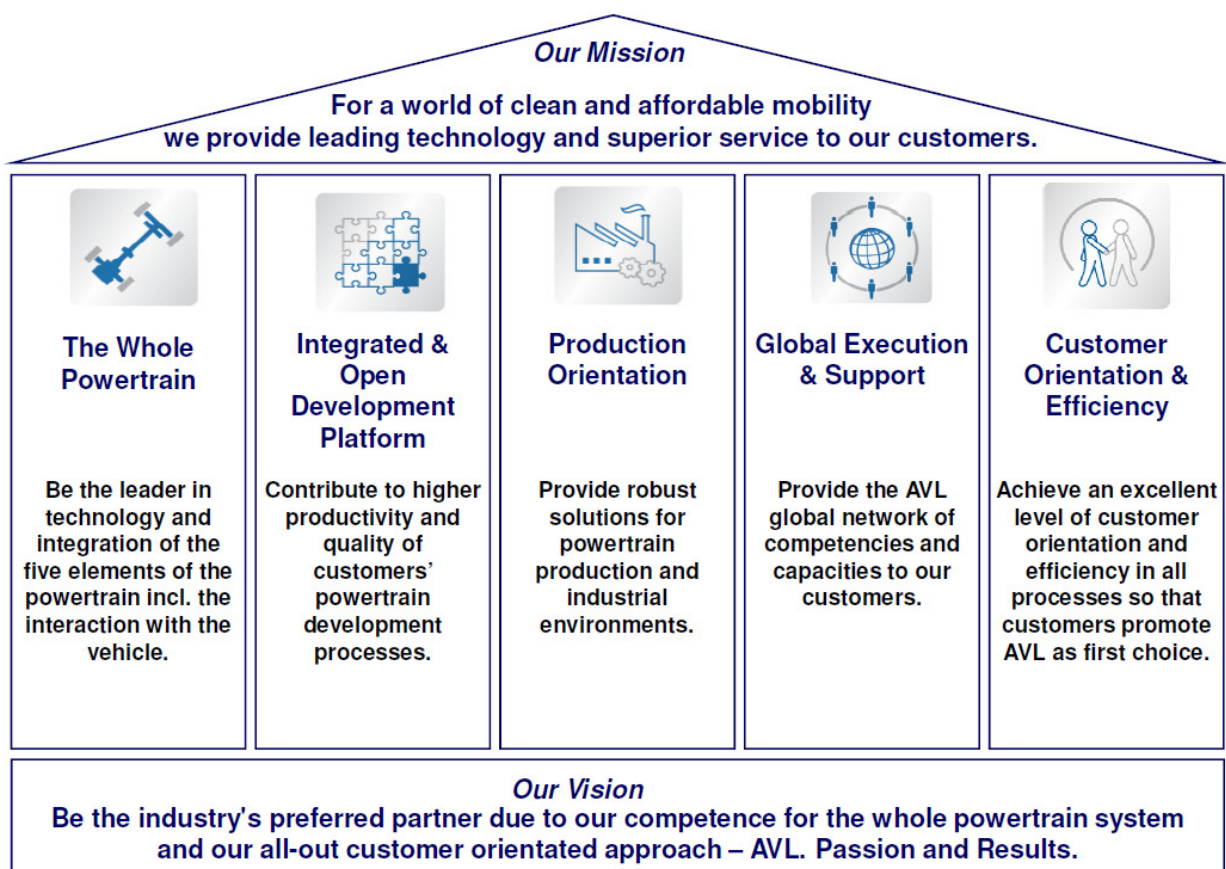 Our Mission
For a world of clean and affordable mobility
we provide leading technology and superior service to our customers.
The Whole
Powertrain
Be the leader in
technology and
integration of the
five elements of the
powertrain incl. the
interaction with the
vehicle.
Integrated &
Open
Development
Platform
Contribute to higher
productivity and
quality of
customers’
powertrain
development
processes.
Production
Orientation
Provide robust
solutions for
powertrain
production and
industrial
environments.
Global Execution
& Support
Provide the AVL
global network of
competencies and
capacities to our
customers.
Customer
Orientation &
Efficiency
Achieve an excellent
level of customer
orientation and
efficiency in all
processes so that
customers promote
AVL as first choice.
Our Vision
Be the industry's preferred partner due to our competence for the whole powertrain system
and our all-out customer orientated approach – AVL. Passion and Results.